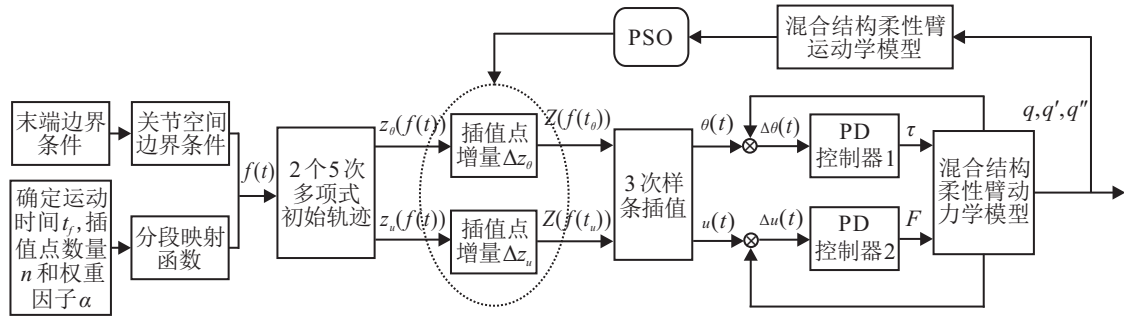 PSO
混合结构柔性臂
运动学模型
末端边界
条件
关节空间
边界条件
确定运动
时间t_f,插
值点数量
n 和权重
因子α
分段映射
函数
f(t)
2个5次
多项式
初始轨迹
z_θ(f(t))
z_u(f(t))
插值点
增量Δz_θ
插值点
增量Δz_u
Z(f(t_θ))
Z(f(t_u))
3次样
条插值
θ(t)
u(t)
Δθ(t)
Δu(t)
PD
控制器1
PD
控制器2
τ
F
混合结构
柔性臂动
力学模型
q,q′,q″